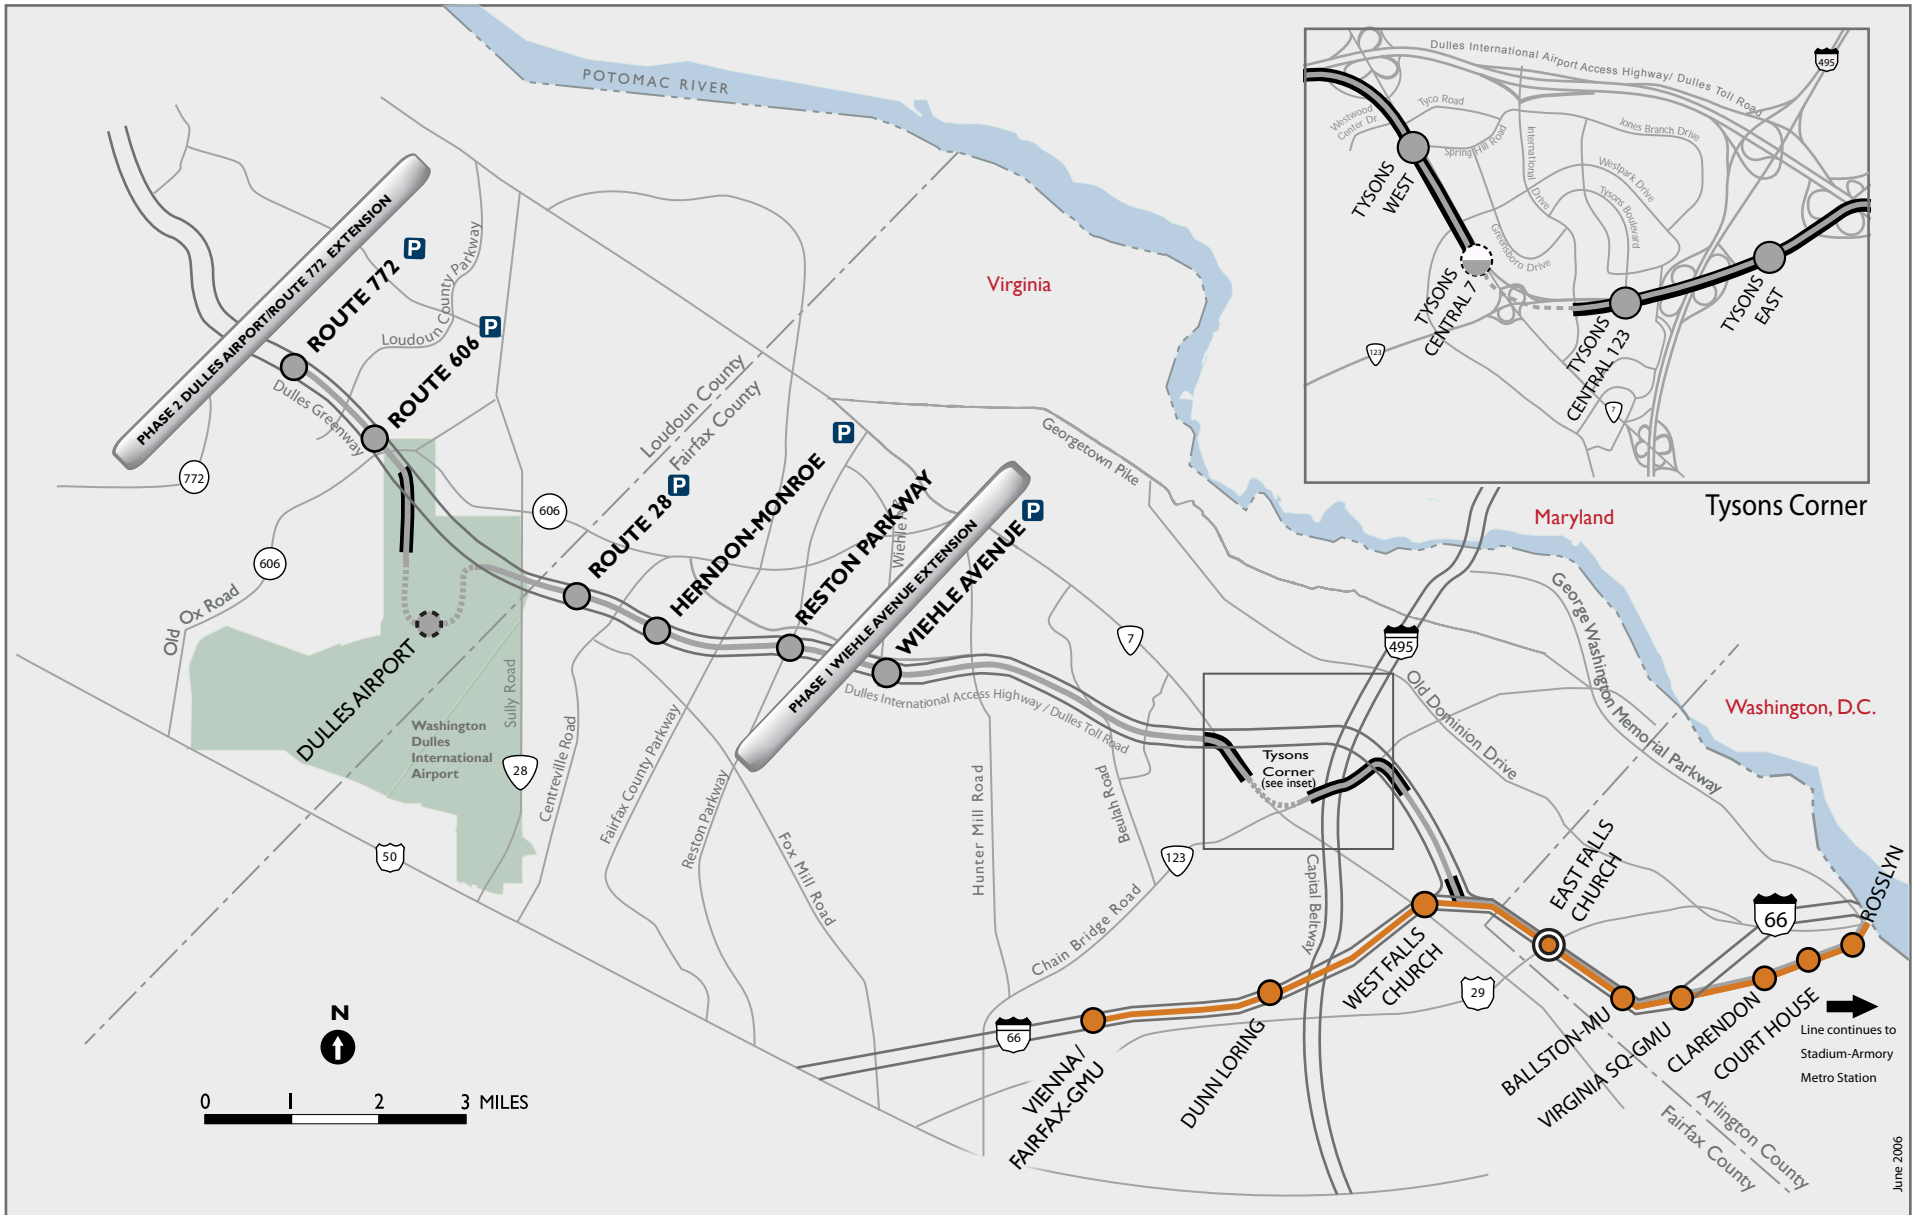 POTOMAC RIVER
Virginia
Maryland
Washington, D.C.
PHASE 2 DULLES AIRPORT/ROUTE 772 EXTENSION
ROUTE 772
P
Loudoun County Parkway
Loudoun County Parkway
ROUTE 606
P
Dulles Greenway
772
606
606
Old Ox Road
Loudoun County
Fairfax County
ROUTE 28
P
HERNDON-MONROE
P
RESTON PARKWAY
PHASE 1 WIEHLE AVENUE EXTENSION
WIEHLE AVENUE
P
DULLES AIRPORT
Washington
Dulles
International
Airport
Sully Road
28
50
Centreville Road
Fairfax County Parkway
Reston Parkway
Fox Mill Road
Hunter Mill Road
Beulah Road
Dulles International Access Highway / Dulles Toll Road
Georgetown Pike
7
123
Chain Bridge Road
Tysons
Corner
(see inset)
Capital Beltway
495
Old Dominion Drive
George Washington Memorial Parkway
66
66
29
VIENNA/
FAIRFAX-GMU
DUNN LORING
WEST FALLS
CHURCH
EAST FALLS
CHURCH
BALLSTON-MU
VIRGINIA SQ-GMU
CLARENDON
COURT HOUSE
ROSSLYN
Line continues to
Stadium-Armory
Metro Station
Arlington County
Fairfax County
June 2006
N
0 1 2 3 MILES
Tysons Corner
Dulles International Airport Access Highway/ Dulles Toll Road
495
Westwood
Center Dr.
Tyco Road
Spring Hill Road
International Drive
Jones Branch Drive
Westpark Drive
Tysons Boulevard
Greensboro Drive
TYSONS
WEST
TYSONS
CENTRAL 7
TYSONS
CENTRAL 123
TYSONS
EAST
123
7